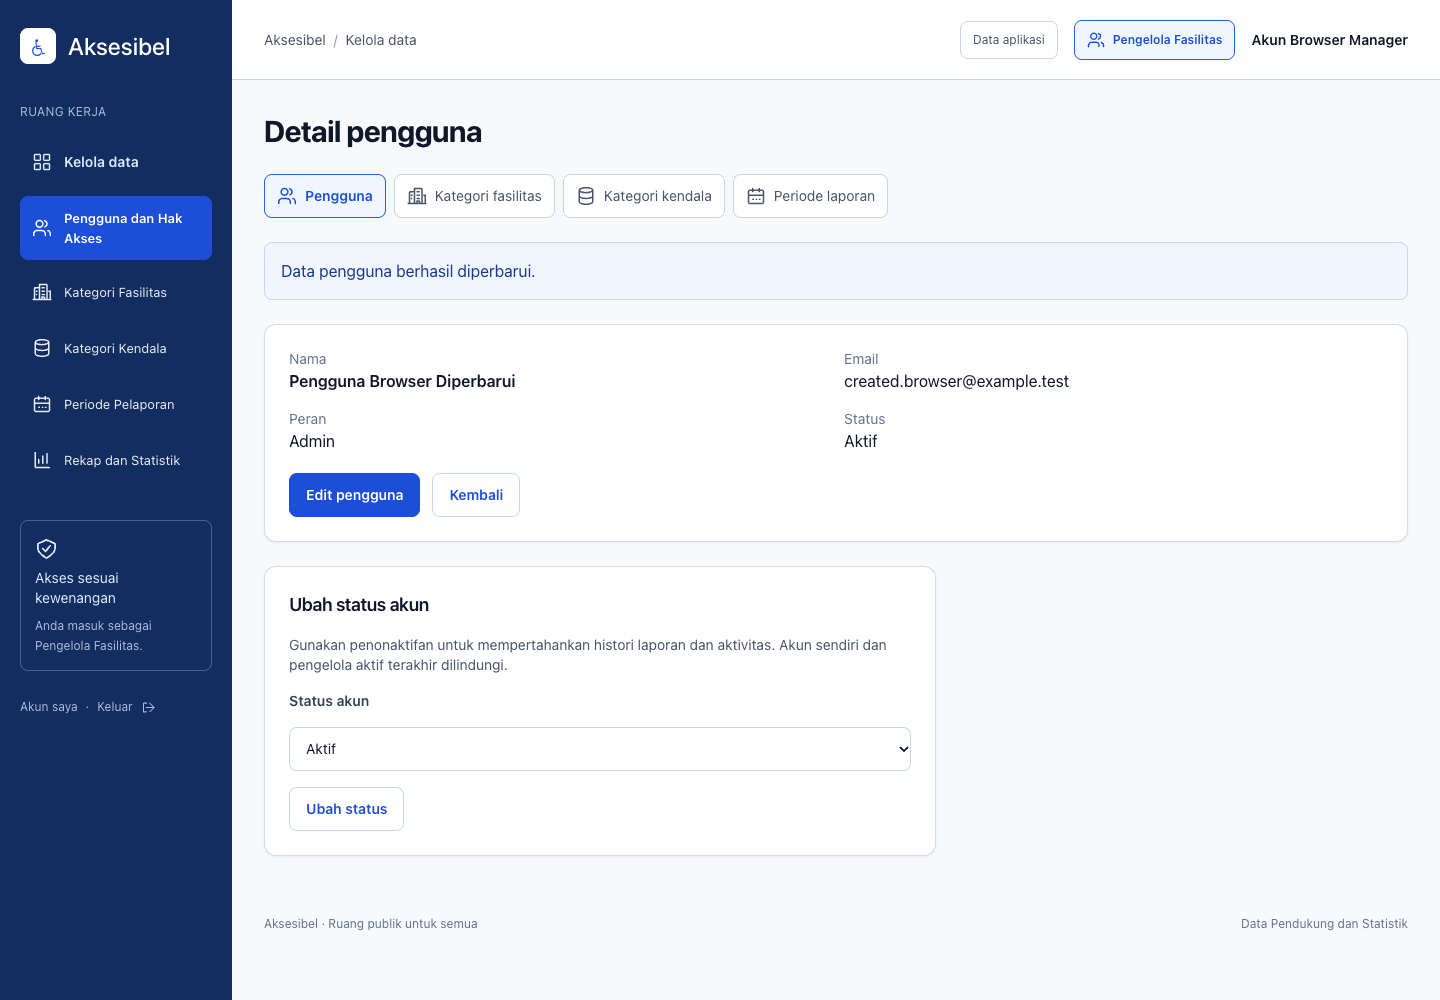 Aksesibel
RUANG KERJA
Kelola data
Pengguna dan Hak
Akses
Kategori Fasilitas
Kategori Kendala
Periode Pelaporan
Rekap dan Statistik
Akses sesuai
kewenangan
Anda masuk sebagai
Pengelola Fasilitas.
Akun saya · Keluar
Aksesibel / Kelola data
Data aplikasi
Pengelola Fasilitas
Akun Browser Manager
Detail pengguna
Pengguna
Kategori fasilitas
Kategori kendala
Periode laporan
Data pengguna berhasil diperbarui.
Nama
Pengguna Browser Diperbarui
Email
created.browser@example.test
Peran
Admin
Status
Aktif
Edit pengguna
Kembali
Ubah status akun
Gunakan penonaktifan untuk mempertahankan histori laporan dan aktivitas. Akun sendiri dan
pengelola aktif terakhir dilindungi.
Status akun
Aktif
Ubah status
Aksesibel · Ruang publik untuk semua
Data Pendukung dan Statistik